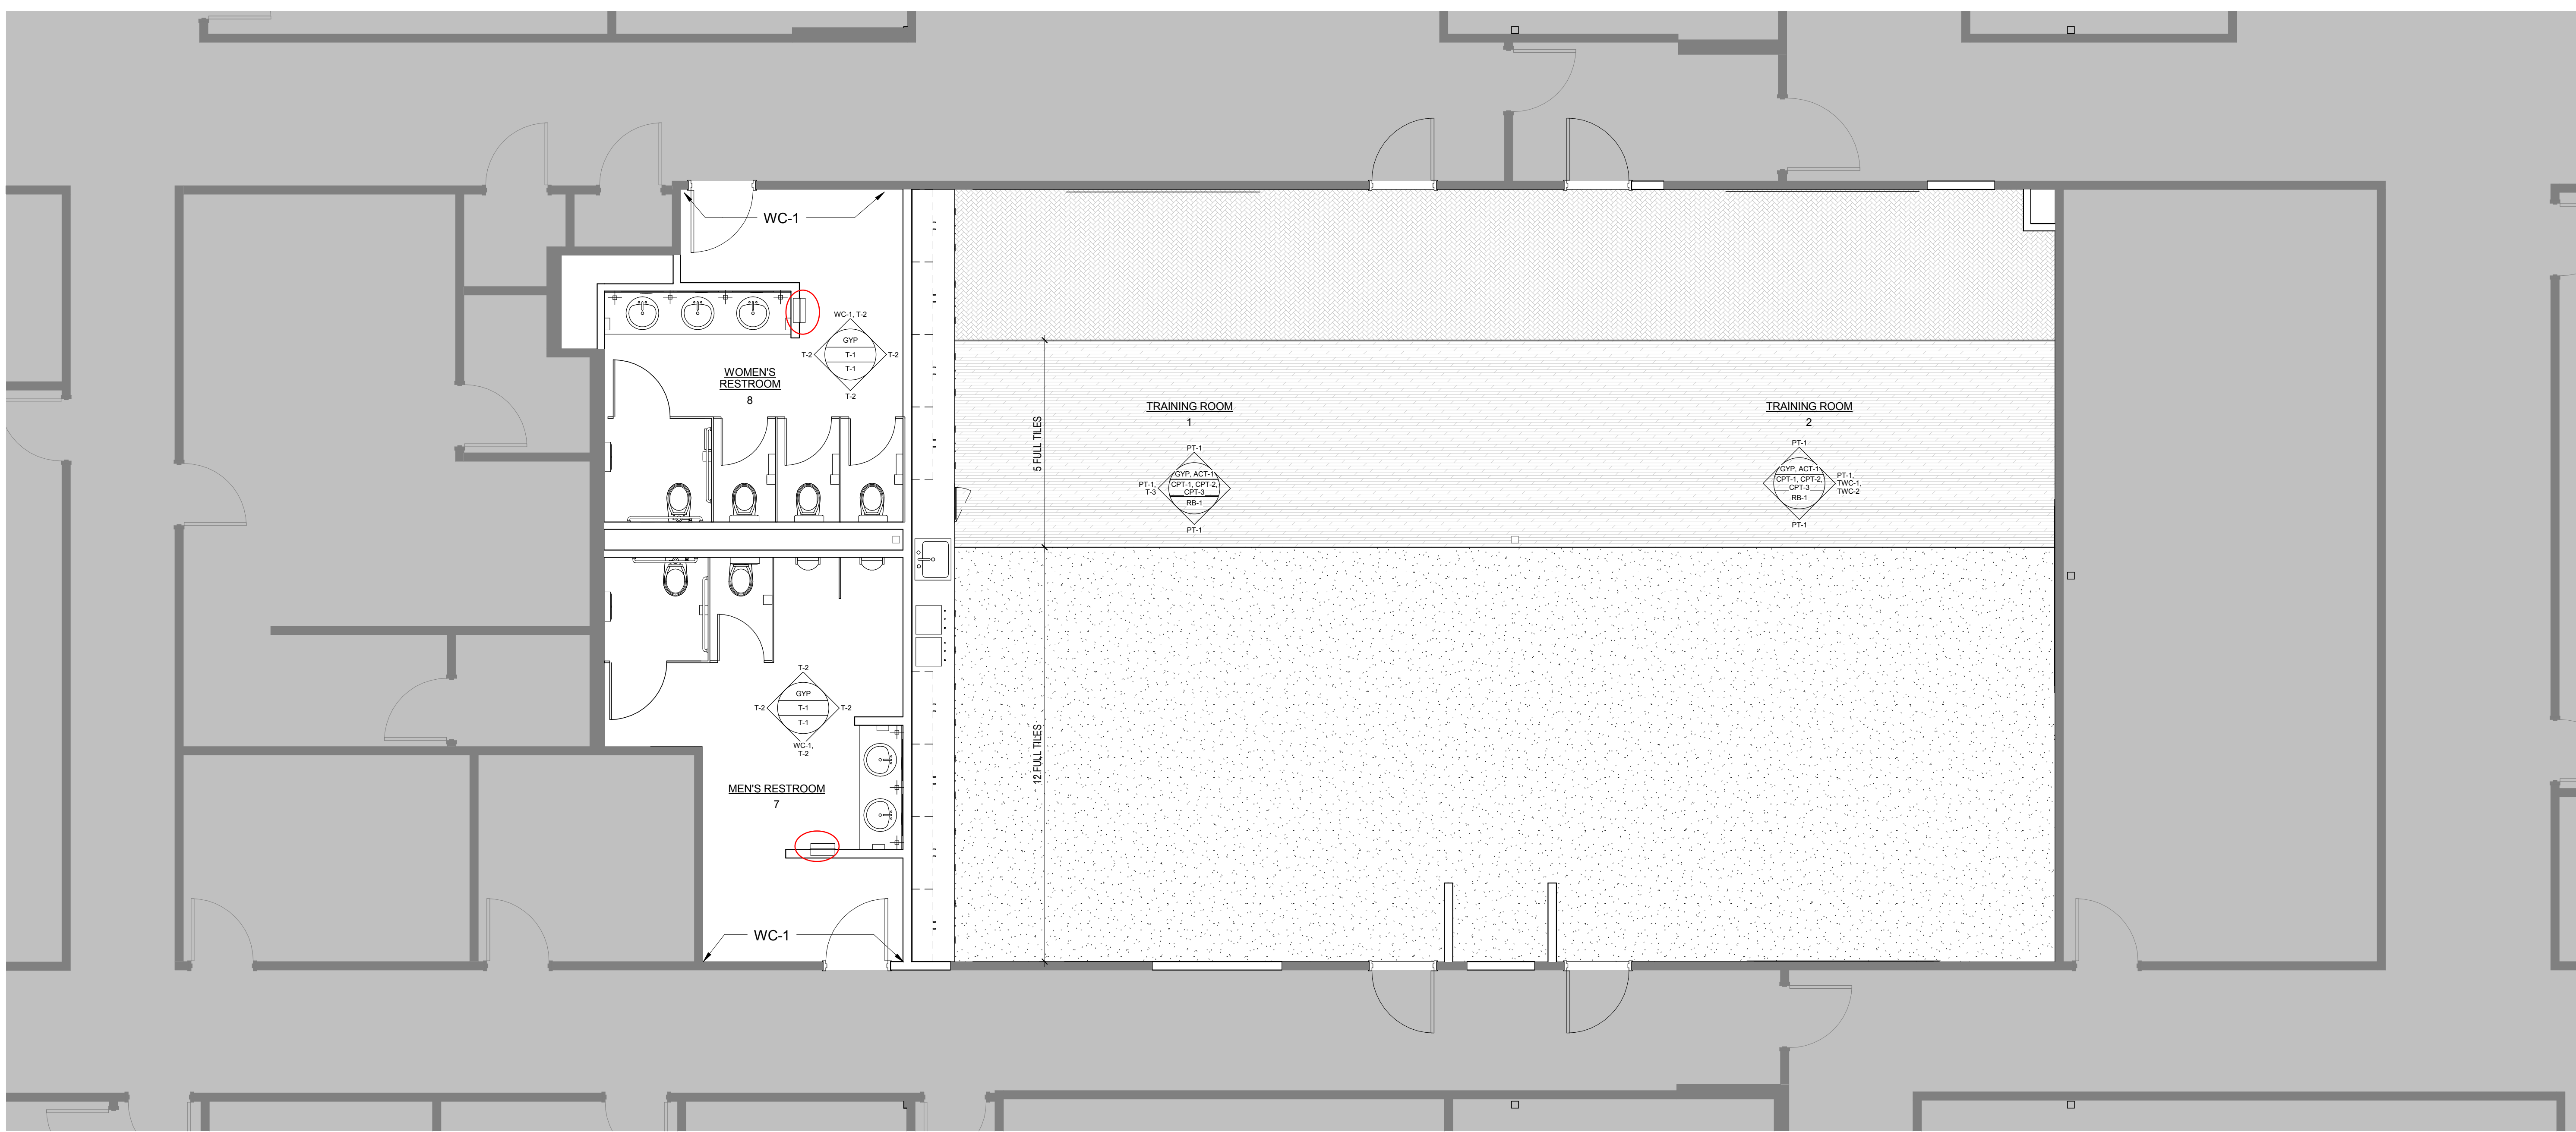 WC-1
WC-1, T-2
GYP
T-2
T-1
T-2
T-1
T-2
WOMEN'S
RESTROOM
8
5 FULL TILES
TRAINING ROOM
1
PT-1
GYP, ACT-1
PT-1,
T-3
CPT-1, CPT-2,
CPT-3
RB-1
PT-1
TRAINING ROOM
2
PT-1
GYP, ACT-1
CPT-1, CPT-2,
CPT-3
PT-1,
TWC-1,
TWC-2
RB-1
PT-1
T-2
GYP
T-2
T-1
T-2
T-1
WC-1,
T-2
12 FULL TILES
MEN'S RESTROOM
7
WC-1